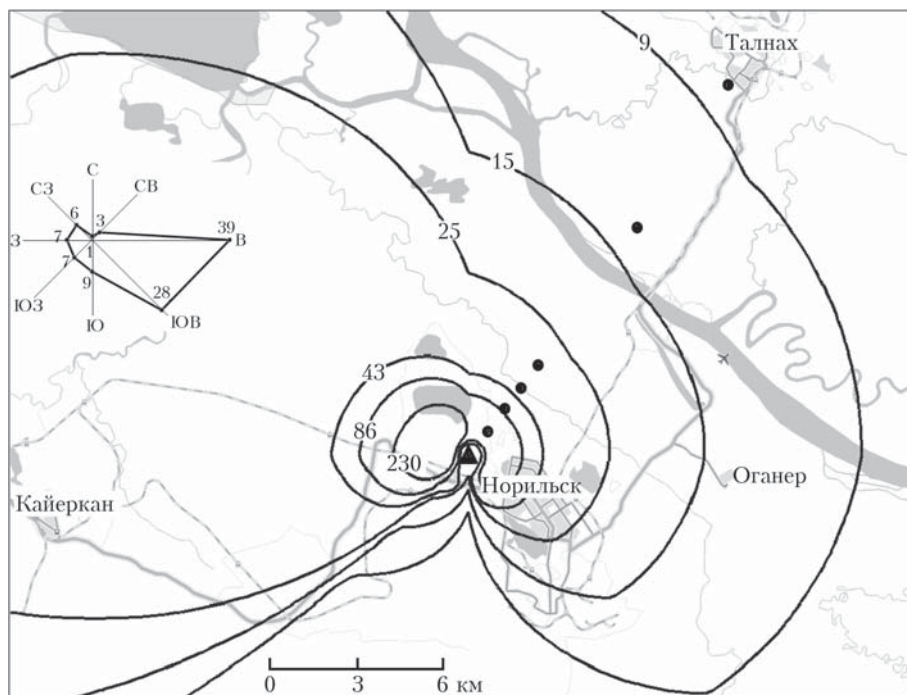 9
Талнах
15
25
С
СЗ
СВ
6
3
39
З
7
1
В
7
9
28
ЮЗ
Ю
ЮВ
43
86
230
Норильск
Оганер
Кайеркан
0 3 6 км